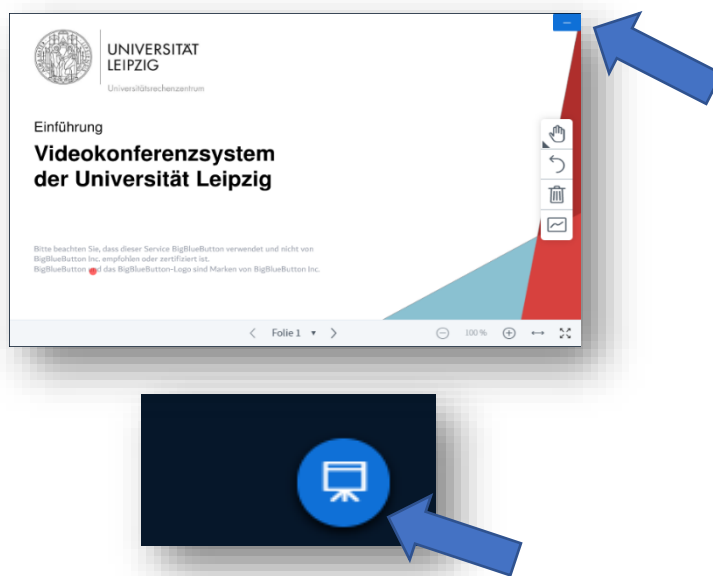 UNIVERSITÄT
LEIPZIG
Universitätsrechenzentrum
Einführung
Videokonferenzsystem
der Universität Leipzig
Bitte beachten Sie, dass dieser Service BigBlueButton verwendet und nicht von
BigBlueButton Inc. empfohlen oder zertifiziert ist.
BigBlueButton und das BigBlueButton-Logo sind Marken von BigBlueButton Inc.
Folie 1
100%